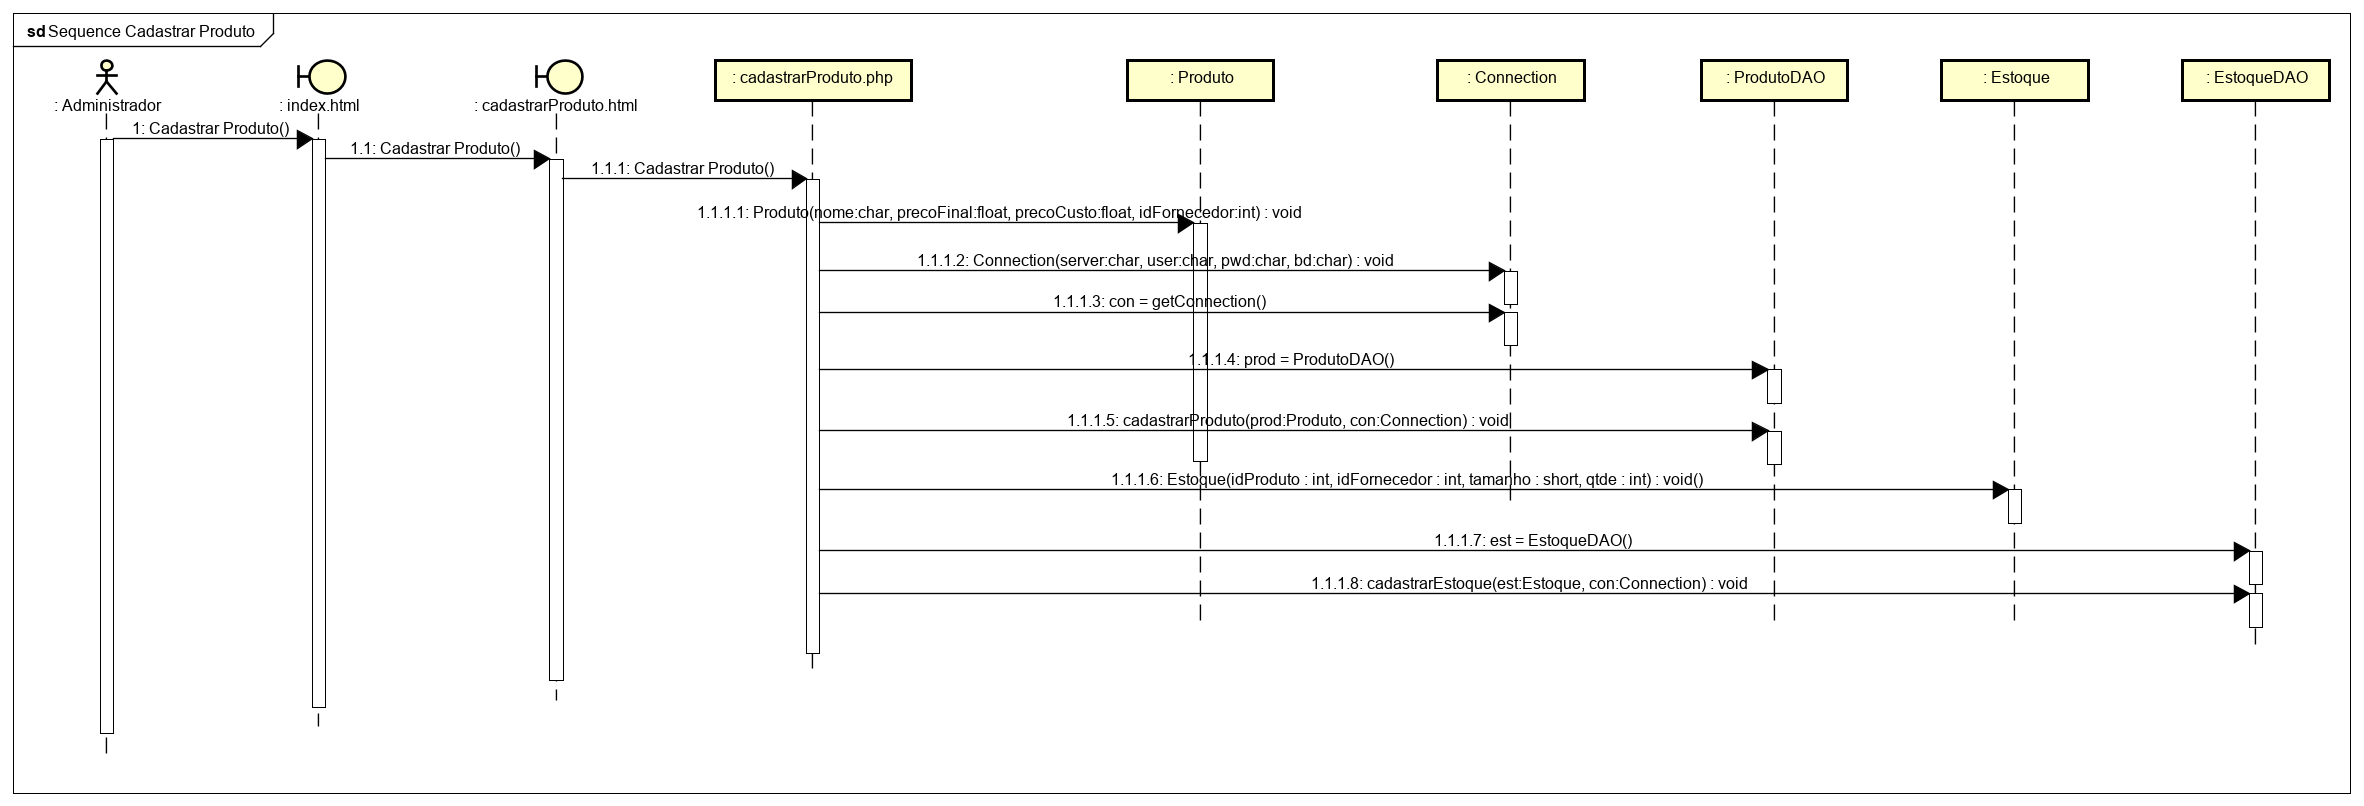 sd Sequence Cadastrar Produto
: Administrador
: index.html
: cadastrarProduto.html
: cadastrarProduto.php
: Produto
: Connection
: ProdutoDAO
: Estoque
: EstoqueDAO
1: Cadastrar Produto()
1.1: Cadastrar Produto()
1.1.1: Cadastrar Produto()
1.1.1.1: Produto(nome:char, precoFinal:float, precoCusto:float, idFornecedor:int) : void
1.1.1.2: Connection(server:char, user:char, pwd:char, bd:char) : void
1.1.1.3: con = getConnection()
1.1.1.4: prod = ProdutoDAO()
1.1.1.5: cadastrarProduto(prod:Produto, con:Connection) : void
1.1.1.6: Estoque(idProduto : int, idFornecedor : int, tamanho : short, qtde : int) : void()
1.1.1.7: est = EstoqueDAO()
1.1.1.8: cadastrarEstoque(est:Estoque, con:Connection) : void